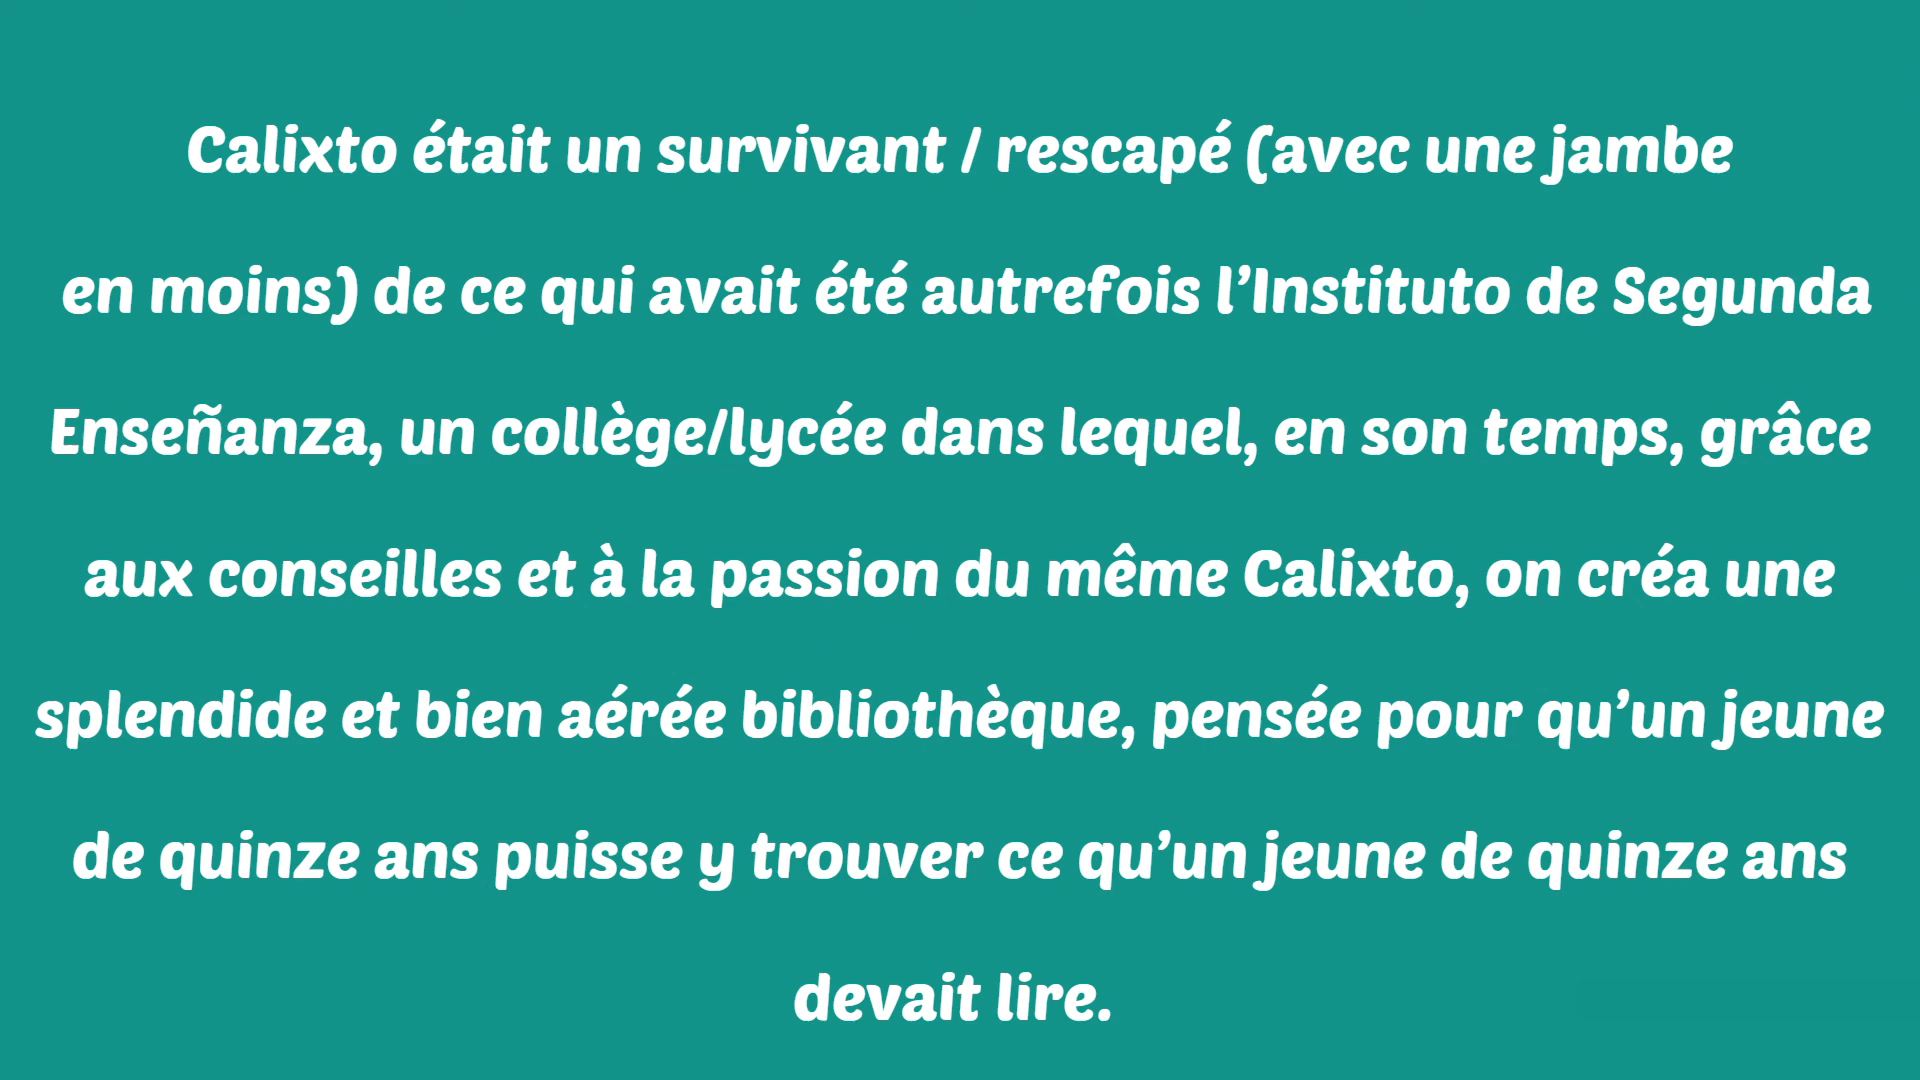 Calixto était un survivant / rescapé (avec une jambe
en moins) de ce qui avait été autrefois l’Instituto de Segunda
Enseñanza, un collège/lycée dans lequel, en son temps, grâce
aux conseilles et à la passion du même Calixto, on créa une
splendide et bien aérée bibliothèque, pensée pour qu’un jeune
de quinze ans puisse y trouver ce qu’un jeune de quinze ans
devait lire.